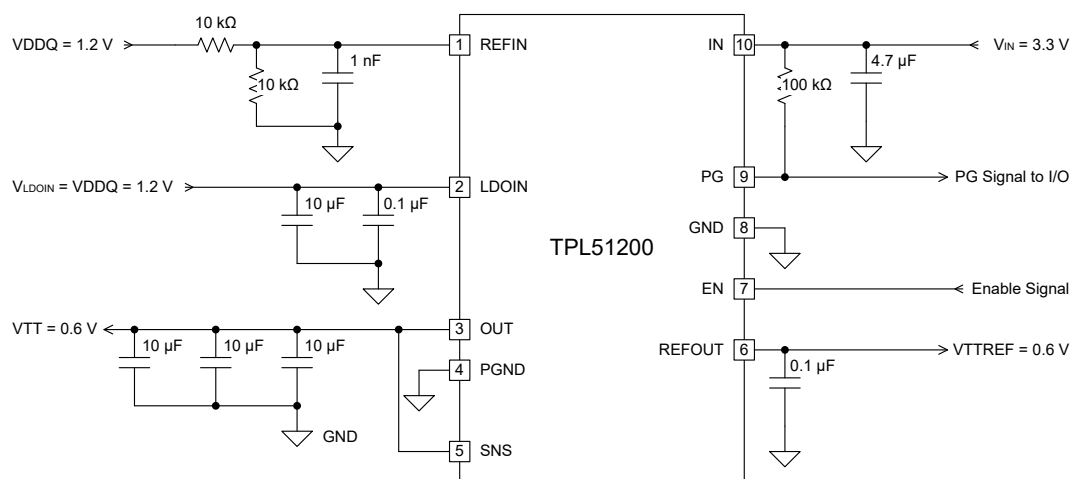 10 kΩ
VDDQ = 1.2 V
1
REFIN
IN
10
VIN = 3.3 V
10 kΩ
1 nF
100 kΩ
4.7 µF
VLDOIN = VDDQ = 1.2 V
2
LDOIN
PG
9
PG Signal to I/O
10 µF
0.1 µF
GND
8
TPL51200
EN
7
Enable Signal
VTT = 0.6 V
3
OUT
10 µF
10 µF
10 µF
REFOUT
6
VTTREF = 0.6 V
4
PGND
0.1 µF
GND
5
SNS